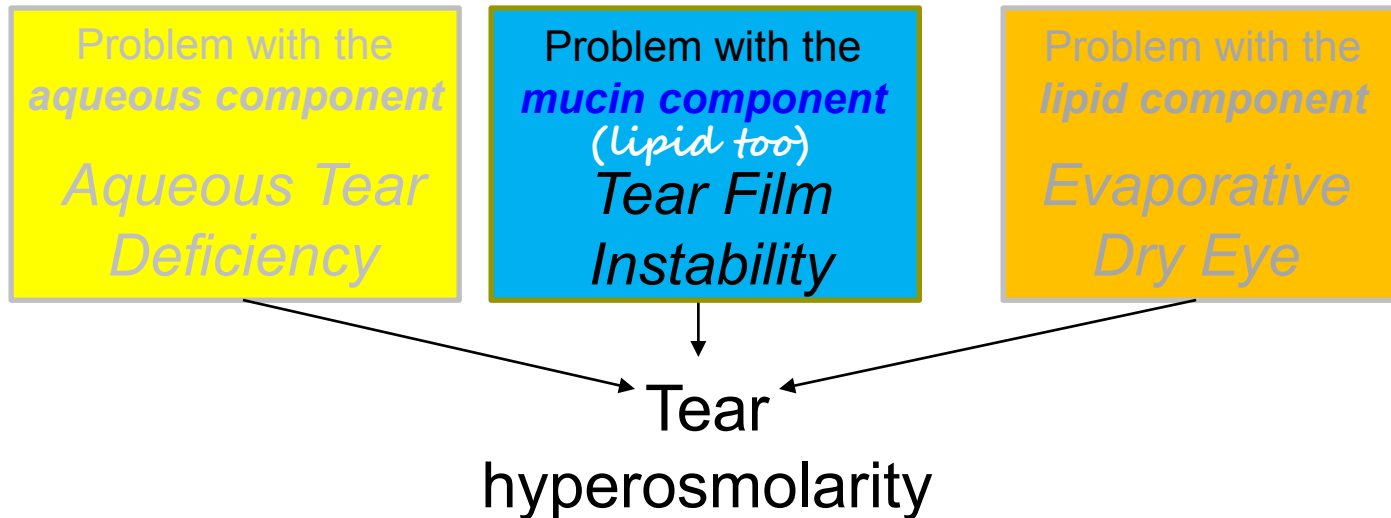 Problem with the
aqueous component
Aqueous Tear
Deficiency
Problem with the
mucin component
(lipid too)
Tear Film
Instability
Problem with the
lipid component
Evaporative
Dry Eye
Tear
hyperosmolarity